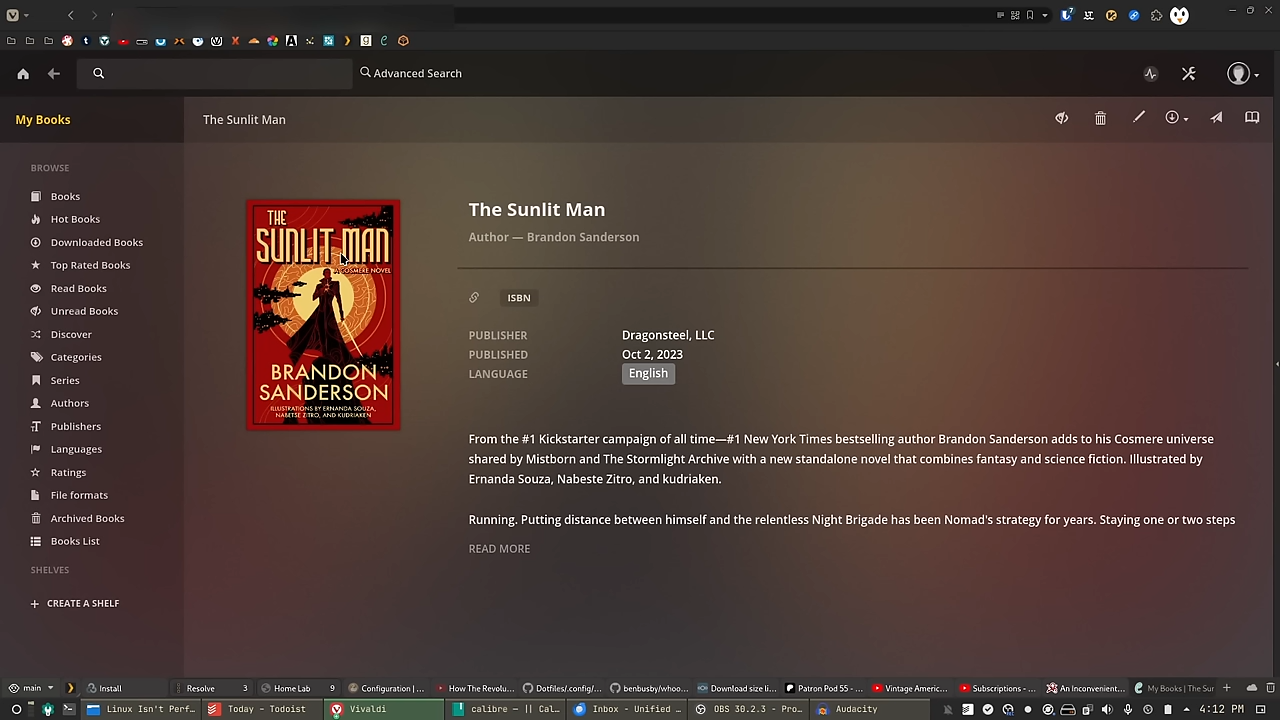 Advanced Search
My Books
The Sunlit Man
BROWSE
Books
Hot Books
Downloaded Books
Top Rated Books
Read Books
Unread Books
Discover
Categories
Series
Authors
Publishers
Languages
Ratings
File formats
Archived Books
Books List
SHELVES
CREATE A SHELF
THE
SUNLIT MAN
A COSMERE NOVEL
BRANDON
SANDERSON
ILLUSTRATIONS BY ERNANDA SOUZA,
NABETSE ZITRO, AND KUDRIAKEN
The Sunlit Man
Author — Brandon Sanderson
ISBN
PUBLISHER Dragonsteel, LLC
PUBLISHED Oct 2, 2023
LANGUAGE English
From the #1 Kickstarter campaign of all time—#1 New York Times bestselling author Brandon Sanderson adds to his Cosmere universe
shared by Mistborn and The Stormlight Archive with a new standalone novel that combines fantasy and science fiction. Illustrated by
Ernanda Souza, Nabeste Zitro, and kudriaken.
Running. Putting distance between himself and the relentless Night Brigade has been Nomad's strategy for years. Staying one or two steps
READ MORE
main Install Resolve 3 Home Lab 9 Configuration | ... How The Revolu... Dotfiles/.config/... benbusby/whoo... Download size li... Patron Pod 55 - ... Vintage Americ... Subscriptions - ... An Inconvenient... My Books | The Sur
Linux Isn't Perf… Today - Todoist Vivaldi calibre — || Cal… Inbox - Unified … OBS 30.2.3 - Pro… Audacity 4:12 PM